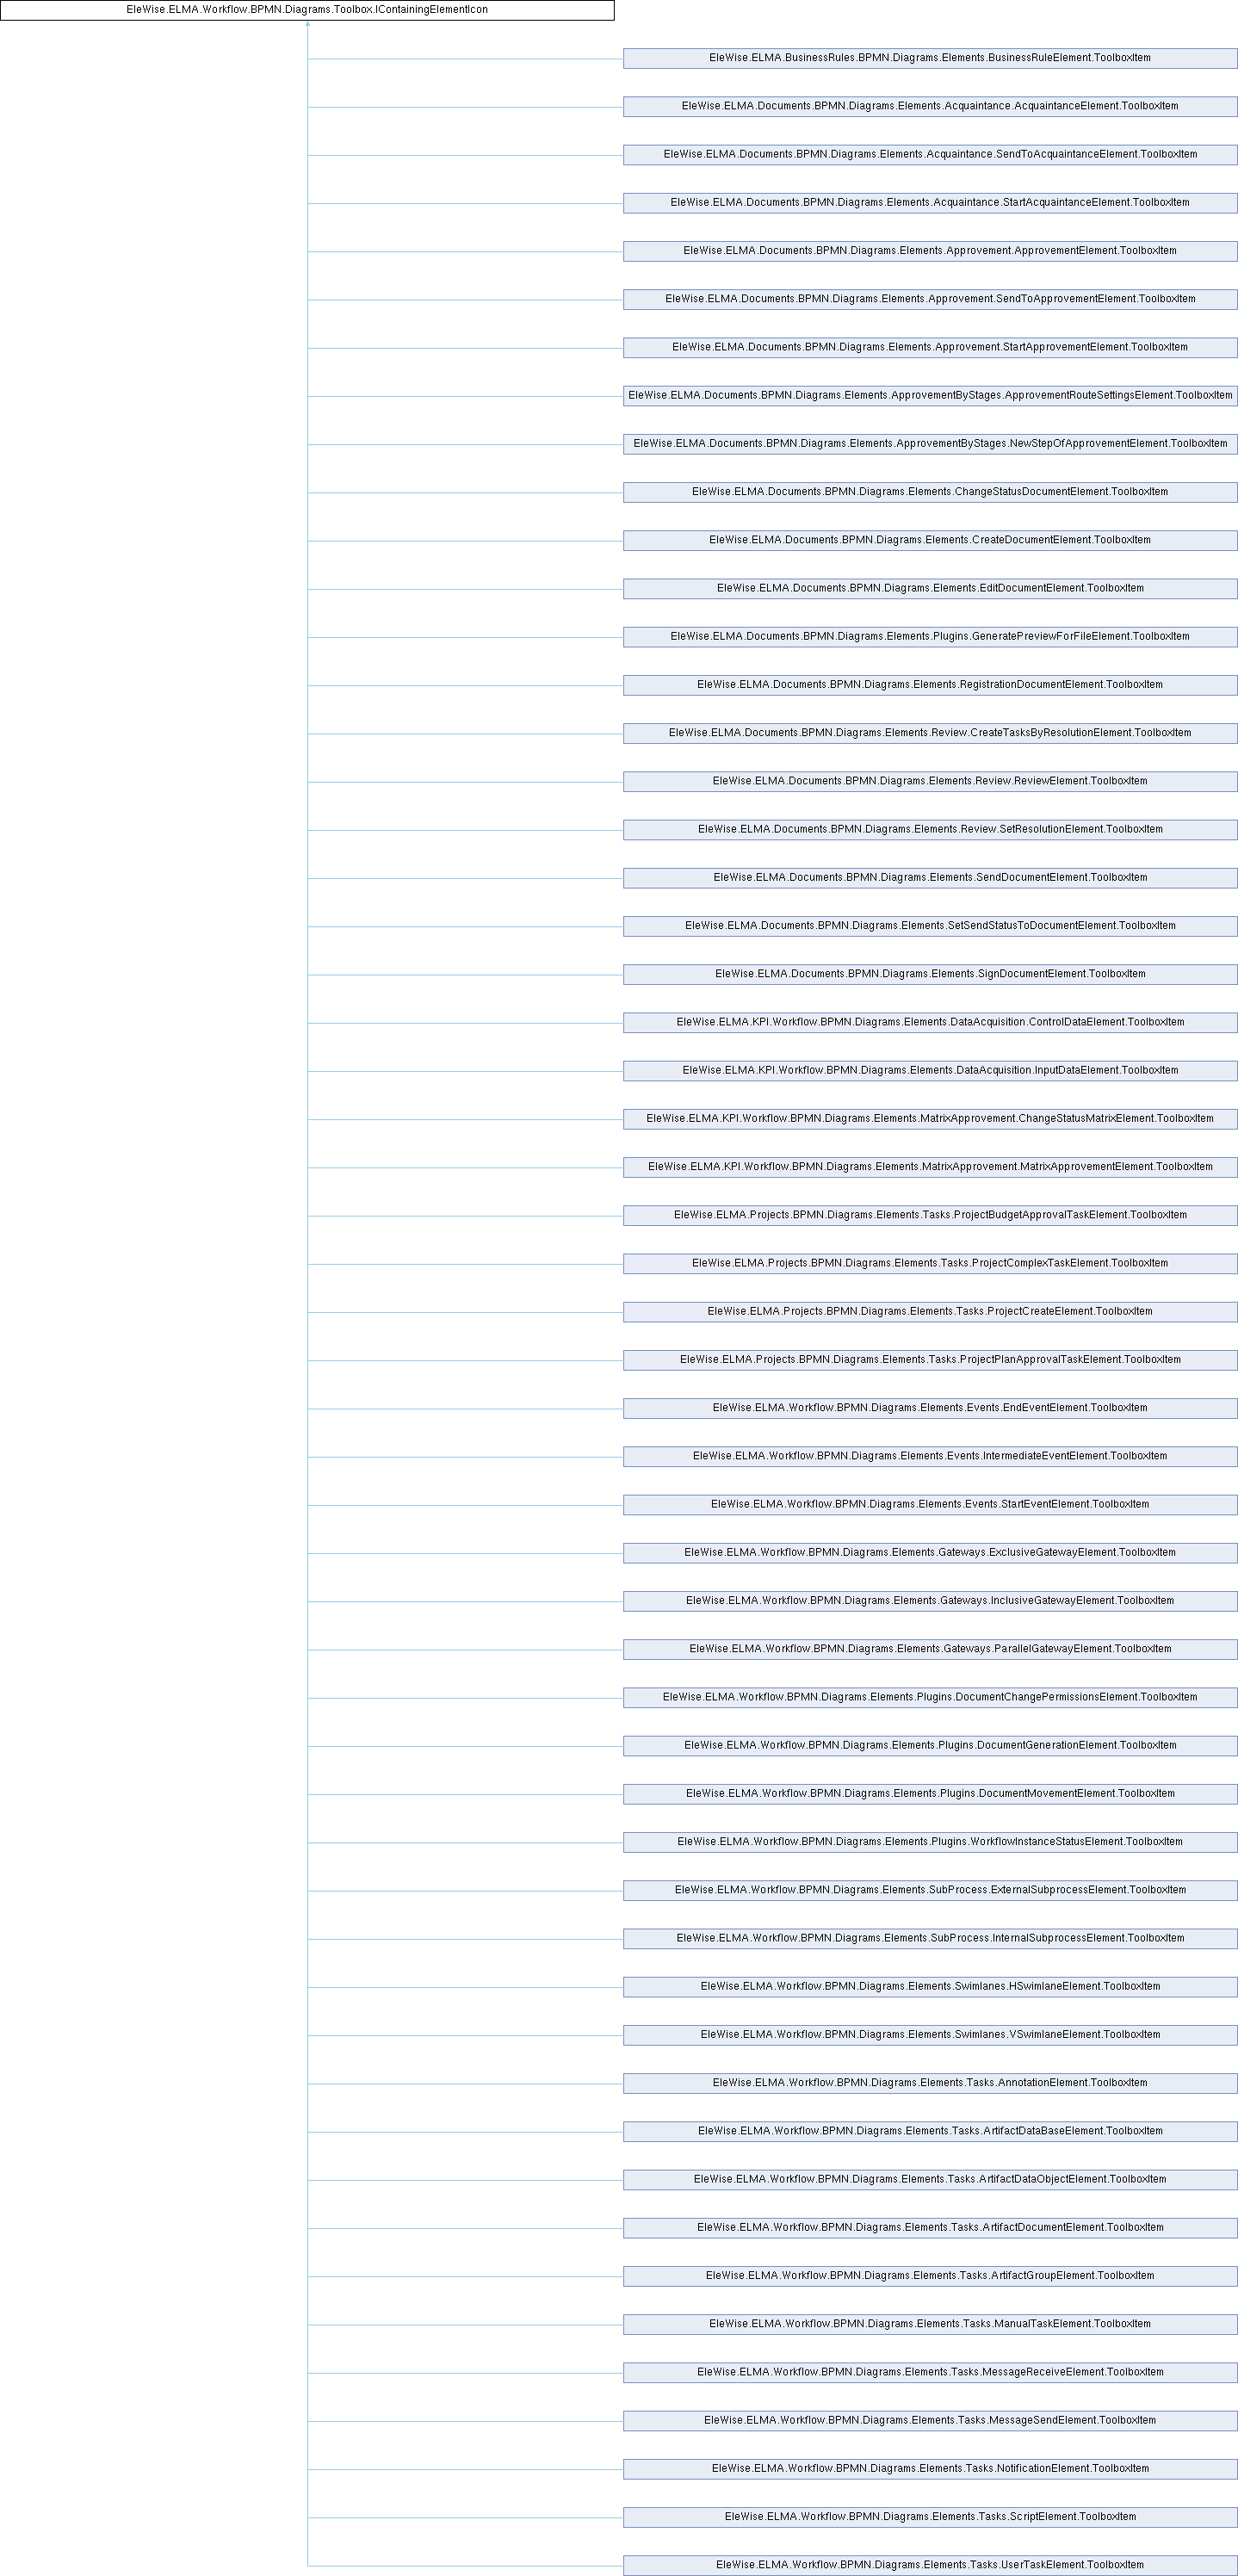 EleWise.ELMA.Workflow.BPMN.Diagrams.Toolbox.IContainingElementIcon
EleWise.ELMA.BusinessRules.BPMN.Diagrams.Elements.BusinessRuleElement.ToolboxItem
EleWise.ELMA.Documents.BPMN.Diagrams.Elements.Acquaintance.AcquaintanceElement.ToolboxItem
EleWise.ELMA.Documents.BPMN.Diagrams.Elements.Acquaintance.SendToAcquaintanceElement.ToolboxItem
EleWise.ELMA.Documents.BPMN.Diagrams.Elements.Acquaintance.StartAcquaintanceElement.ToolboxItem
EleWise.ELMA.Documents.BPMN.Diagrams.Elements.Approvement.ApprovementElement.ToolboxItem
EleWise.ELMA.Documents.BPMN.Diagrams.Elements.Approvement.SendToApprovementElement.ToolboxItem
EleWise.ELMA.Documents.BPMN.Diagrams.Elements.Approvement.StartApprovementElement.ToolboxItem
EleWise.ELMA.Documents.BPMN.Diagrams.Elements.ApprovementByStages.ApprovementRouteSettingsElement.ToolboxItem
EleWise.ELMA.Documents.BPMN.Diagrams.Elements.ApprovementByStages.NewStepOfApprovementElement.ToolboxItem
EleWise.ELMA.Documents.BPMN.Diagrams.Elements.ChangeStatusDocumentElement.ToolboxItem
EleWise.ELMA.Documents.BPMN.Diagrams.Elements.CreateDocumentElement.ToolboxItem
EleWise.ELMA.Documents.BPMN.Diagrams.Elements.EditDocumentElement.ToolboxItem
EleWise.ELMA.Documents.BPMN.Diagrams.Elements.Plugins.GeneratePreviewForFileElement.ToolboxItem
EleWise.ELMA.Documents.BPMN.Diagrams.Elements.RegistrationDocumentElement.ToolboxItem
EleWise.ELMA.Documents.BPMN.Diagrams.Elements.Review.CreateTasksByResolutionElement.ToolboxItem
EleWise.ELMA.Documents.BPMN.Diagrams.Elements.Review.ReviewElement.ToolboxItem
EleWise.ELMA.Documents.BPMN.Diagrams.Elements.Review.SetResolutionElement.ToolboxItem
EleWise.ELMA.Documents.BPMN.Diagrams.Elements.SendDocumentElement.ToolboxItem
EleWise.ELMA.Documents.BPMN.Diagrams.Elements.SetSendStatusToDocumentElement.ToolboxItem
EleWise.ELMA.Documents.BPMN.Diagrams.Elements.SignDocumentElement.ToolboxItem
EleWise.ELMA.KPI.Workflow.BPMN.Diagrams.Elements.DataAcquisition.ControlDataElement.ToolboxItem
EleWise.ELMA.KPI.Workflow.BPMN.Diagrams.Elements.DataAcquisition.InputDataElement.ToolboxItem
EleWise.ELMA.KPI.Workflow.BPMN.Diagrams.Elements.MatrixApprovement.ChangeStatusMatrixElement.ToolboxItem
EleWise.ELMA.KPI.Workflow.BPMN.Diagrams.Elements.MatrixApprovement.MatrixApprovementElement.ToolboxItem
EleWise.ELMA.Projects.BPMN.Diagrams.Elements.Tasks.ProjectBudgetApprovalTaskElement.ToolboxItem
EleWise.ELMA.Projects.BPMN.Diagrams.Elements.Tasks.ProjectComplexTaskElement.ToolboxItem
EleWise.ELMA.Projects.BPMN.Diagrams.Elements.Tasks.ProjectCreateElement.ToolboxItem
EleWise.ELMA.Projects.BPMN.Diagrams.Elements.Tasks.ProjectPlanApprovalTaskElement.ToolboxItem
EleWise.ELMA.Workflow.BPMN.Diagrams.Elements.Events.EndEventElement.ToolboxItem
EleWise.ELMA.Workflow.BPMN.Diagrams.Elements.Events.IntermediateEventElement.ToolboxItem
EleWise.ELMA.Workflow.BPMN.Diagrams.Elements.Events.StartEventElement.ToolboxItem
EleWise.ELMA.Workflow.BPMN.Diagrams.Elements.Gateways.ExclusiveGatewayElement.ToolboxItem
EleWise.ELMA.Workflow.BPMN.Diagrams.Elements.Gateways.InclusiveGatewayElement.ToolboxItem
EleWise.ELMA.Workflow.BPMN.Diagrams.Elements.Gateways.ParallelGatewayElement.ToolboxItem
EleWise.ELMA.Workflow.BPMN.Diagrams.Elements.Plugins.DocumentChangePermissionsElement.ToolboxItem
EleWise.ELMA.Workflow.BPMN.Diagrams.Elements.Plugins.DocumentGenerationElement.ToolboxItem
EleWise.ELMA.Workflow.BPMN.Diagrams.Elements.Plugins.DocumentMovementElement.ToolboxItem
EleWise.ELMA.Workflow.BPMN.Diagrams.Elements.Plugins.WorkflowInstanceStatusElement.ToolboxItem
EleWise.ELMA.Workflow.BPMN.Diagrams.Elements.SubProcess.ExternalSubprocessElement.ToolboxItem
EleWise.ELMA.Workflow.BPMN.Diagrams.Elements.SubProcess.InternalSubprocessElement.ToolboxItem
EleWise.ELMA.Workflow.BPMN.Diagrams.Elements.Swimlanes.HSwimlaneElement.ToolboxItem
EleWise.ELMA.Workflow.BPMN.Diagrams.Elements.Swimlanes.VSwimlaneElement.ToolboxItem
EleWise.ELMA.Workflow.BPMN.Diagrams.Elements.Tasks.AnnotationElement.ToolboxItem
EleWise.ELMA.Workflow.BPMN.Diagrams.Elements.Tasks.ArtifactDataBaseElement.ToolboxItem
EleWise.ELMA.Workflow.BPMN.Diagrams.Elements.Tasks.ArtifactDataObjectElement.ToolboxItem
EleWise.ELMA.Workflow.BPMN.Diagrams.Elements.Tasks.ArtifactDocumentElement.ToolboxItem
EleWise.ELMA.Workflow.BPMN.Diagrams.Elements.Tasks.ArtifactGroupElement.ToolboxItem
EleWise.ELMA.Workflow.BPMN.Diagrams.Elements.Tasks.ManualTaskElement.ToolboxItem
EleWise.ELMA.Workflow.BPMN.Diagrams.Elements.Tasks.MessageReceiveElement.ToolboxItem
EleWise.ELMA.Workflow.BPMN.Diagrams.Elements.Tasks.MessageSendElement.ToolboxItem
EleWise.ELMA.Workflow.BPMN.Diagrams.Elements.Tasks.NotificationElement.ToolboxItem
EleWise.ELMA.Workflow.BPMN.Diagrams.Elements.Tasks.ScriptElement.ToolboxItem
EleWise.ELMA.Workflow.BPMN.Diagrams.Elements.Tasks.UserTaskElement.ToolboxItem